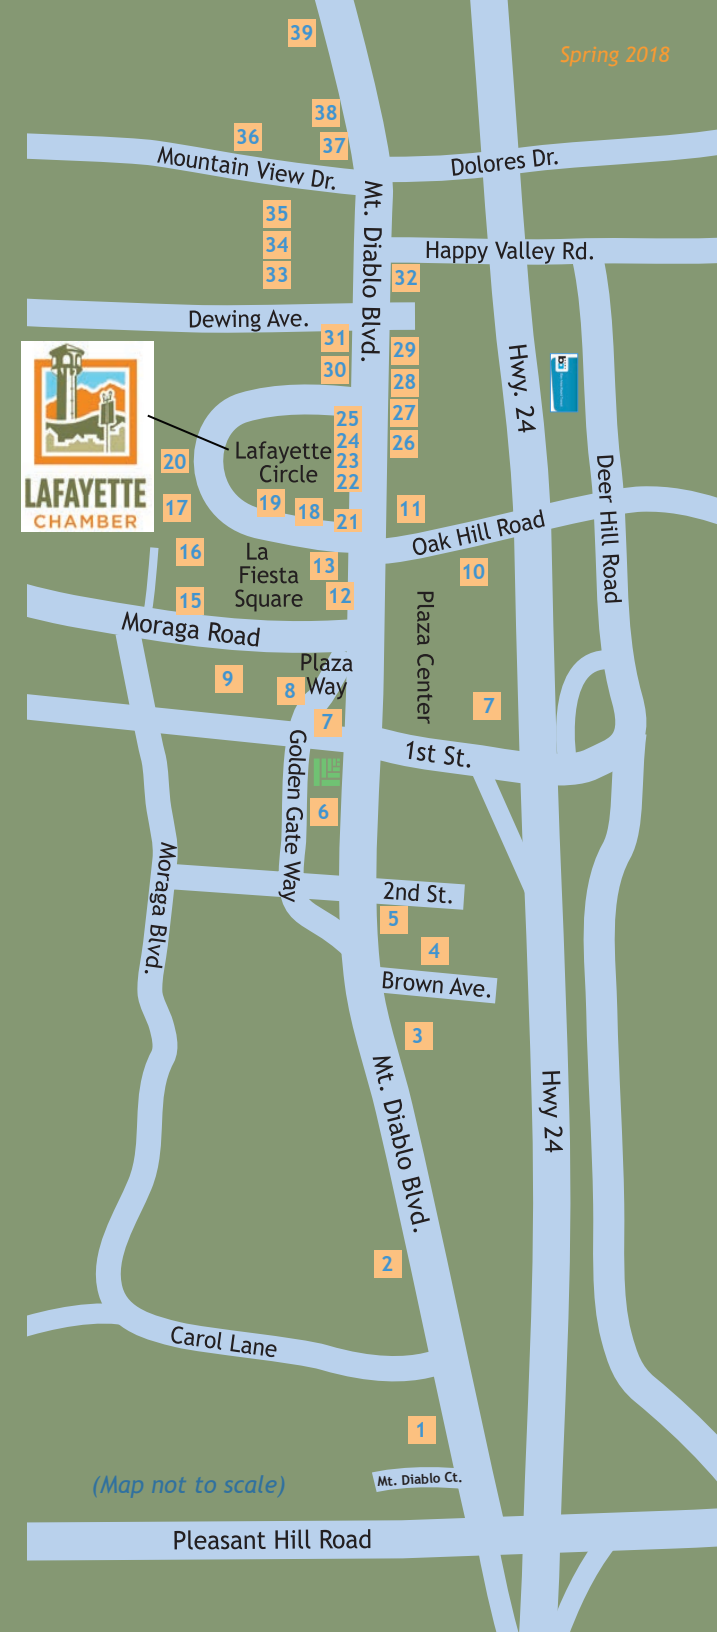 39
Spring 2018
38
36
37
Mountain View Dr.
Dolores Dr.
Mt. Diablo Blvd.
35
34
33
Happy Valley Rd.
32
Dewing Ave.
31
30
29
28
27
26
Hwy. 24
LAFAYETTE
CHAMBER
25
24
23
22
21
Lafayette
Circle
20
19
18
17
16
15
11
Oak Hill Road
10
Deer Hill Road
La
Fiesta
Square
13
12
Moraga Road
Plaza Center
Plaza
Way
9
8
7
7
1st St.
Golden Gate Way
6
Moraga Blvd.
2nd St.
5
4
Brown Ave.
3
Mt. Diablo Blvd.
Hwy 24
2
Carol Lane
1
Mt. Diablo Ct.
(Map not to scale)
Pleasant Hill Road